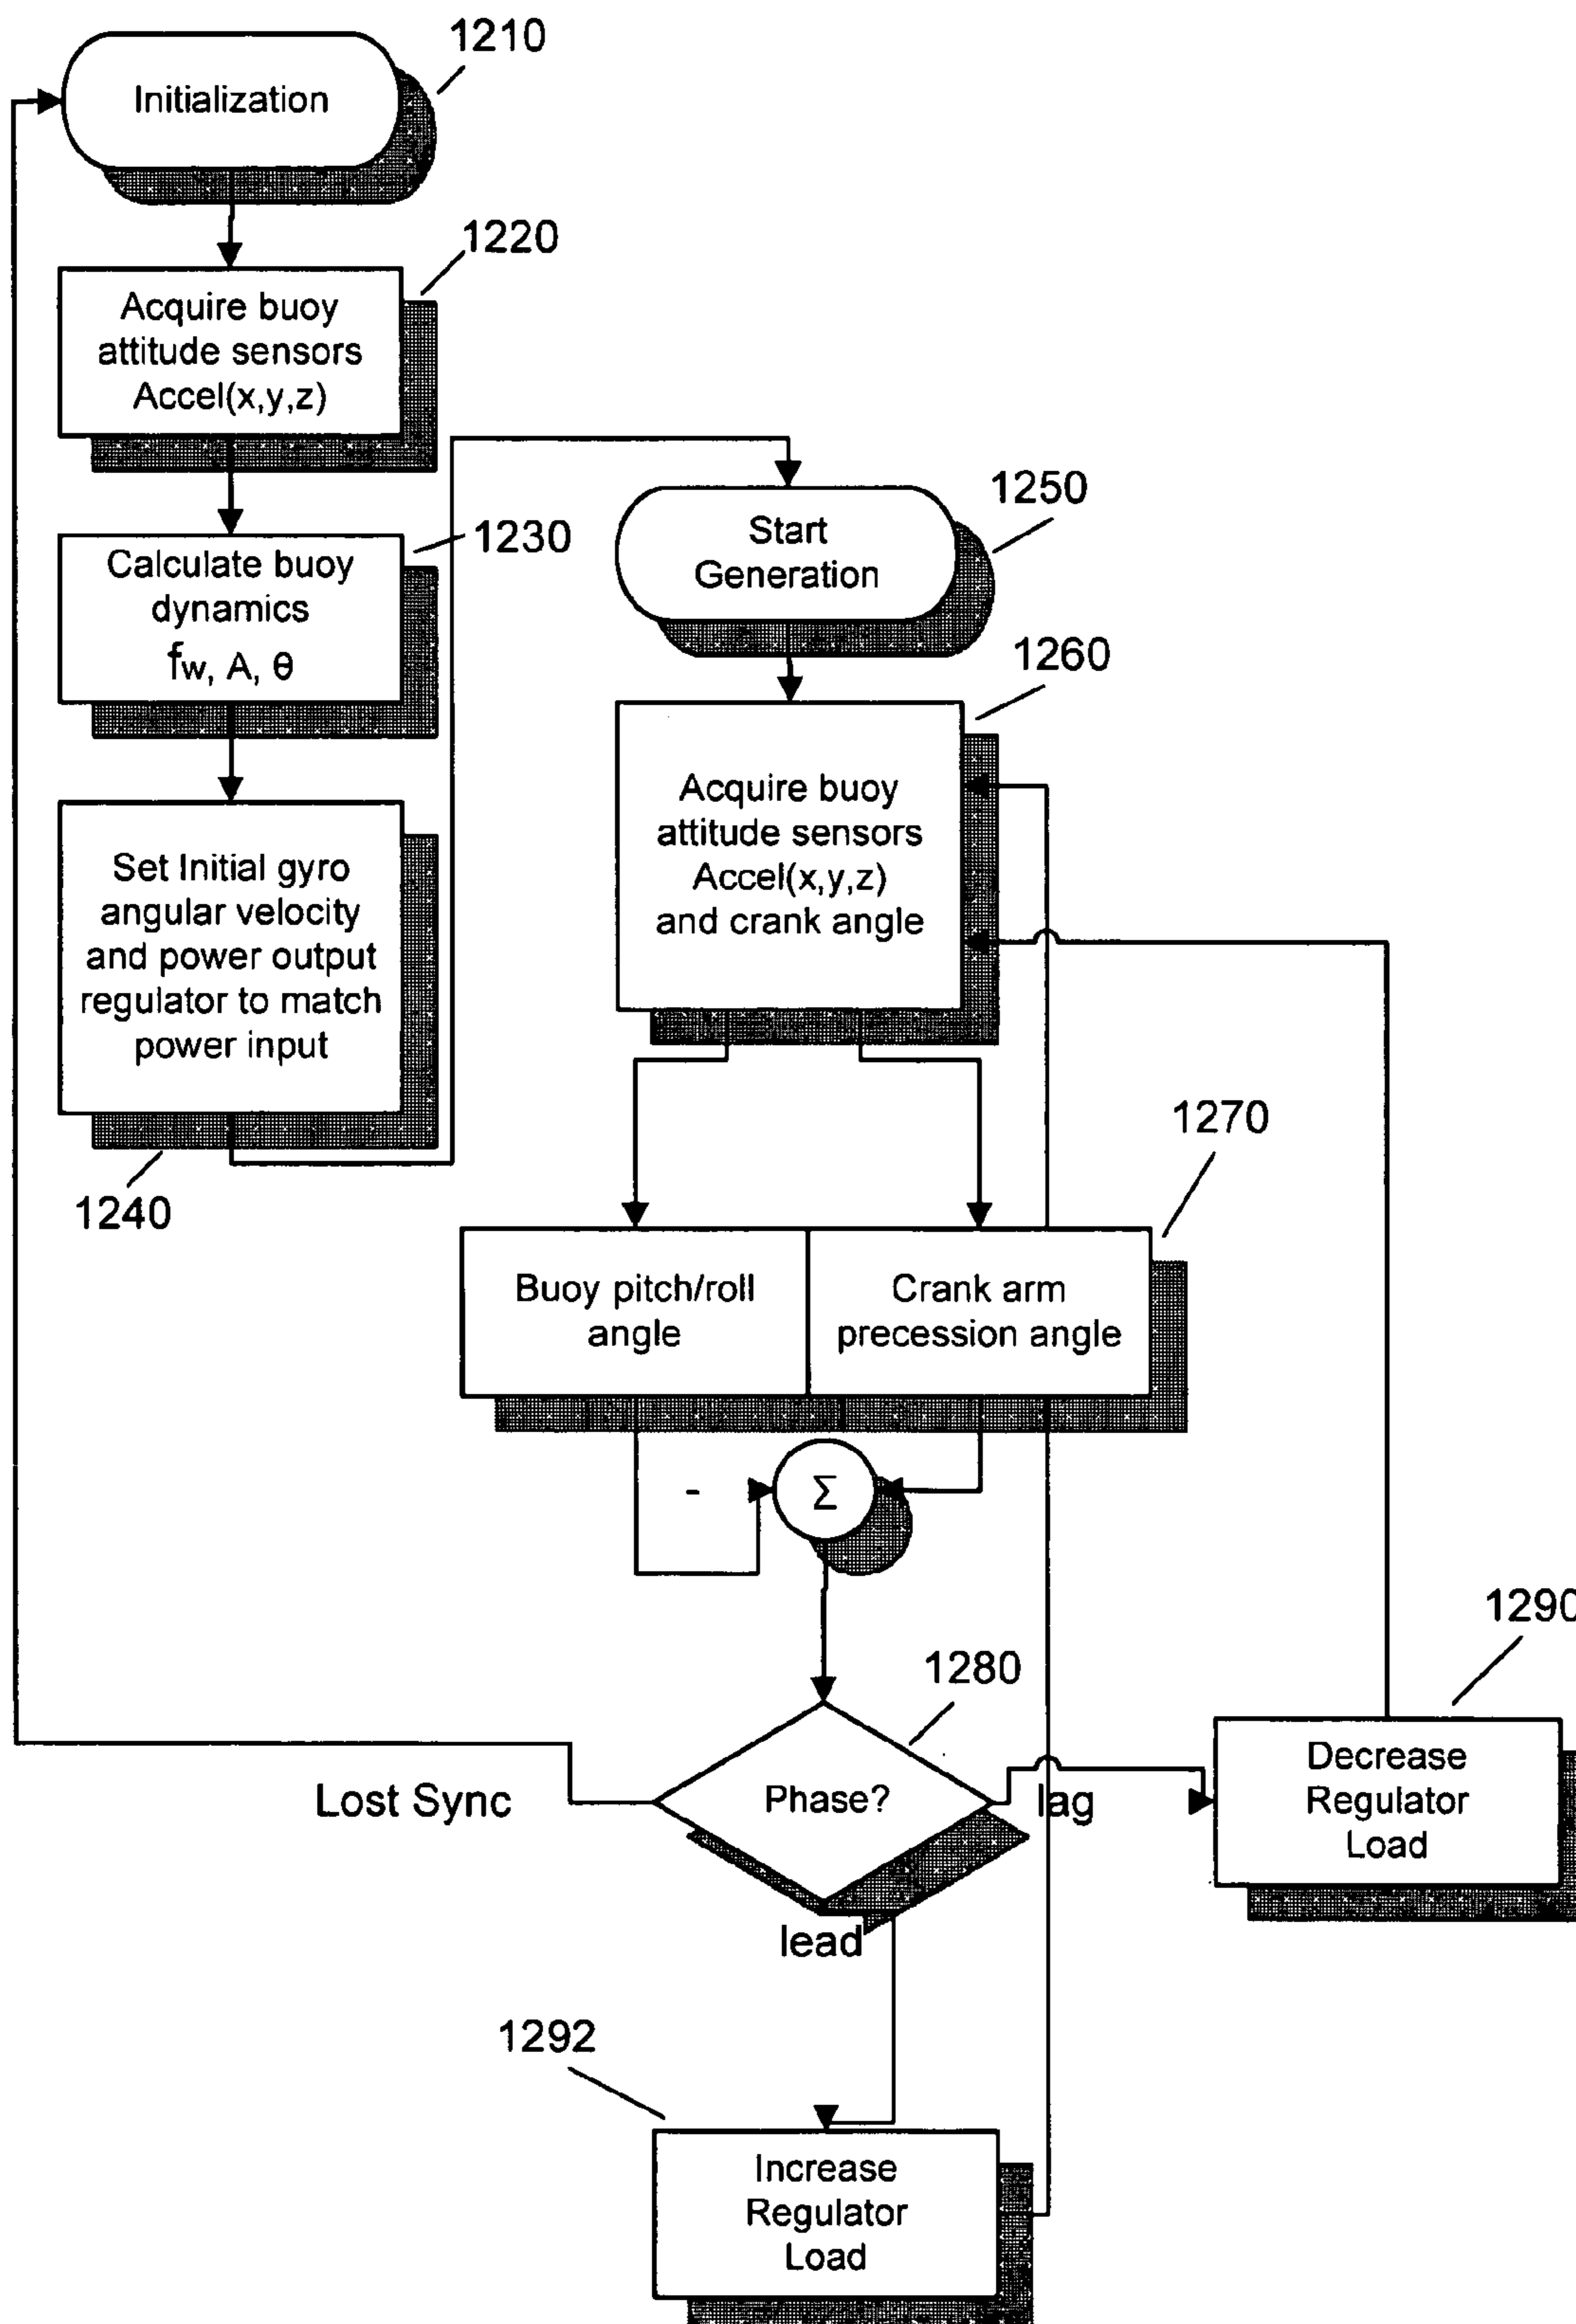 1210
Initialization
1220
Acquire buoy
attitude sensors
Accel(x,y,z)
1230
Calculate buoy
dynamics
fw, A, θ
Set Initial gyro
angular velocity
and power output
regulator to match
power input
1240
1250
Start
Generation
1260
Acquire buoy
attitude sensors
Accel(x,y,z)
and crank angle
1270
Buoy pitch/roll
angle
Crank arm
precession angle
-
Σ
1280
Phase?
Lost Sync
lag
lead
1290
Decrease
Regulator
Load
1292
Increase
Regulator
Load